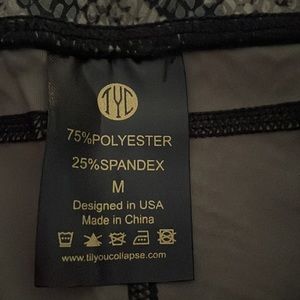 TYC
75%POLYESTER
25%SPANDEX
M
Designed in USA
Made in China
www.tilyoucollapse.com